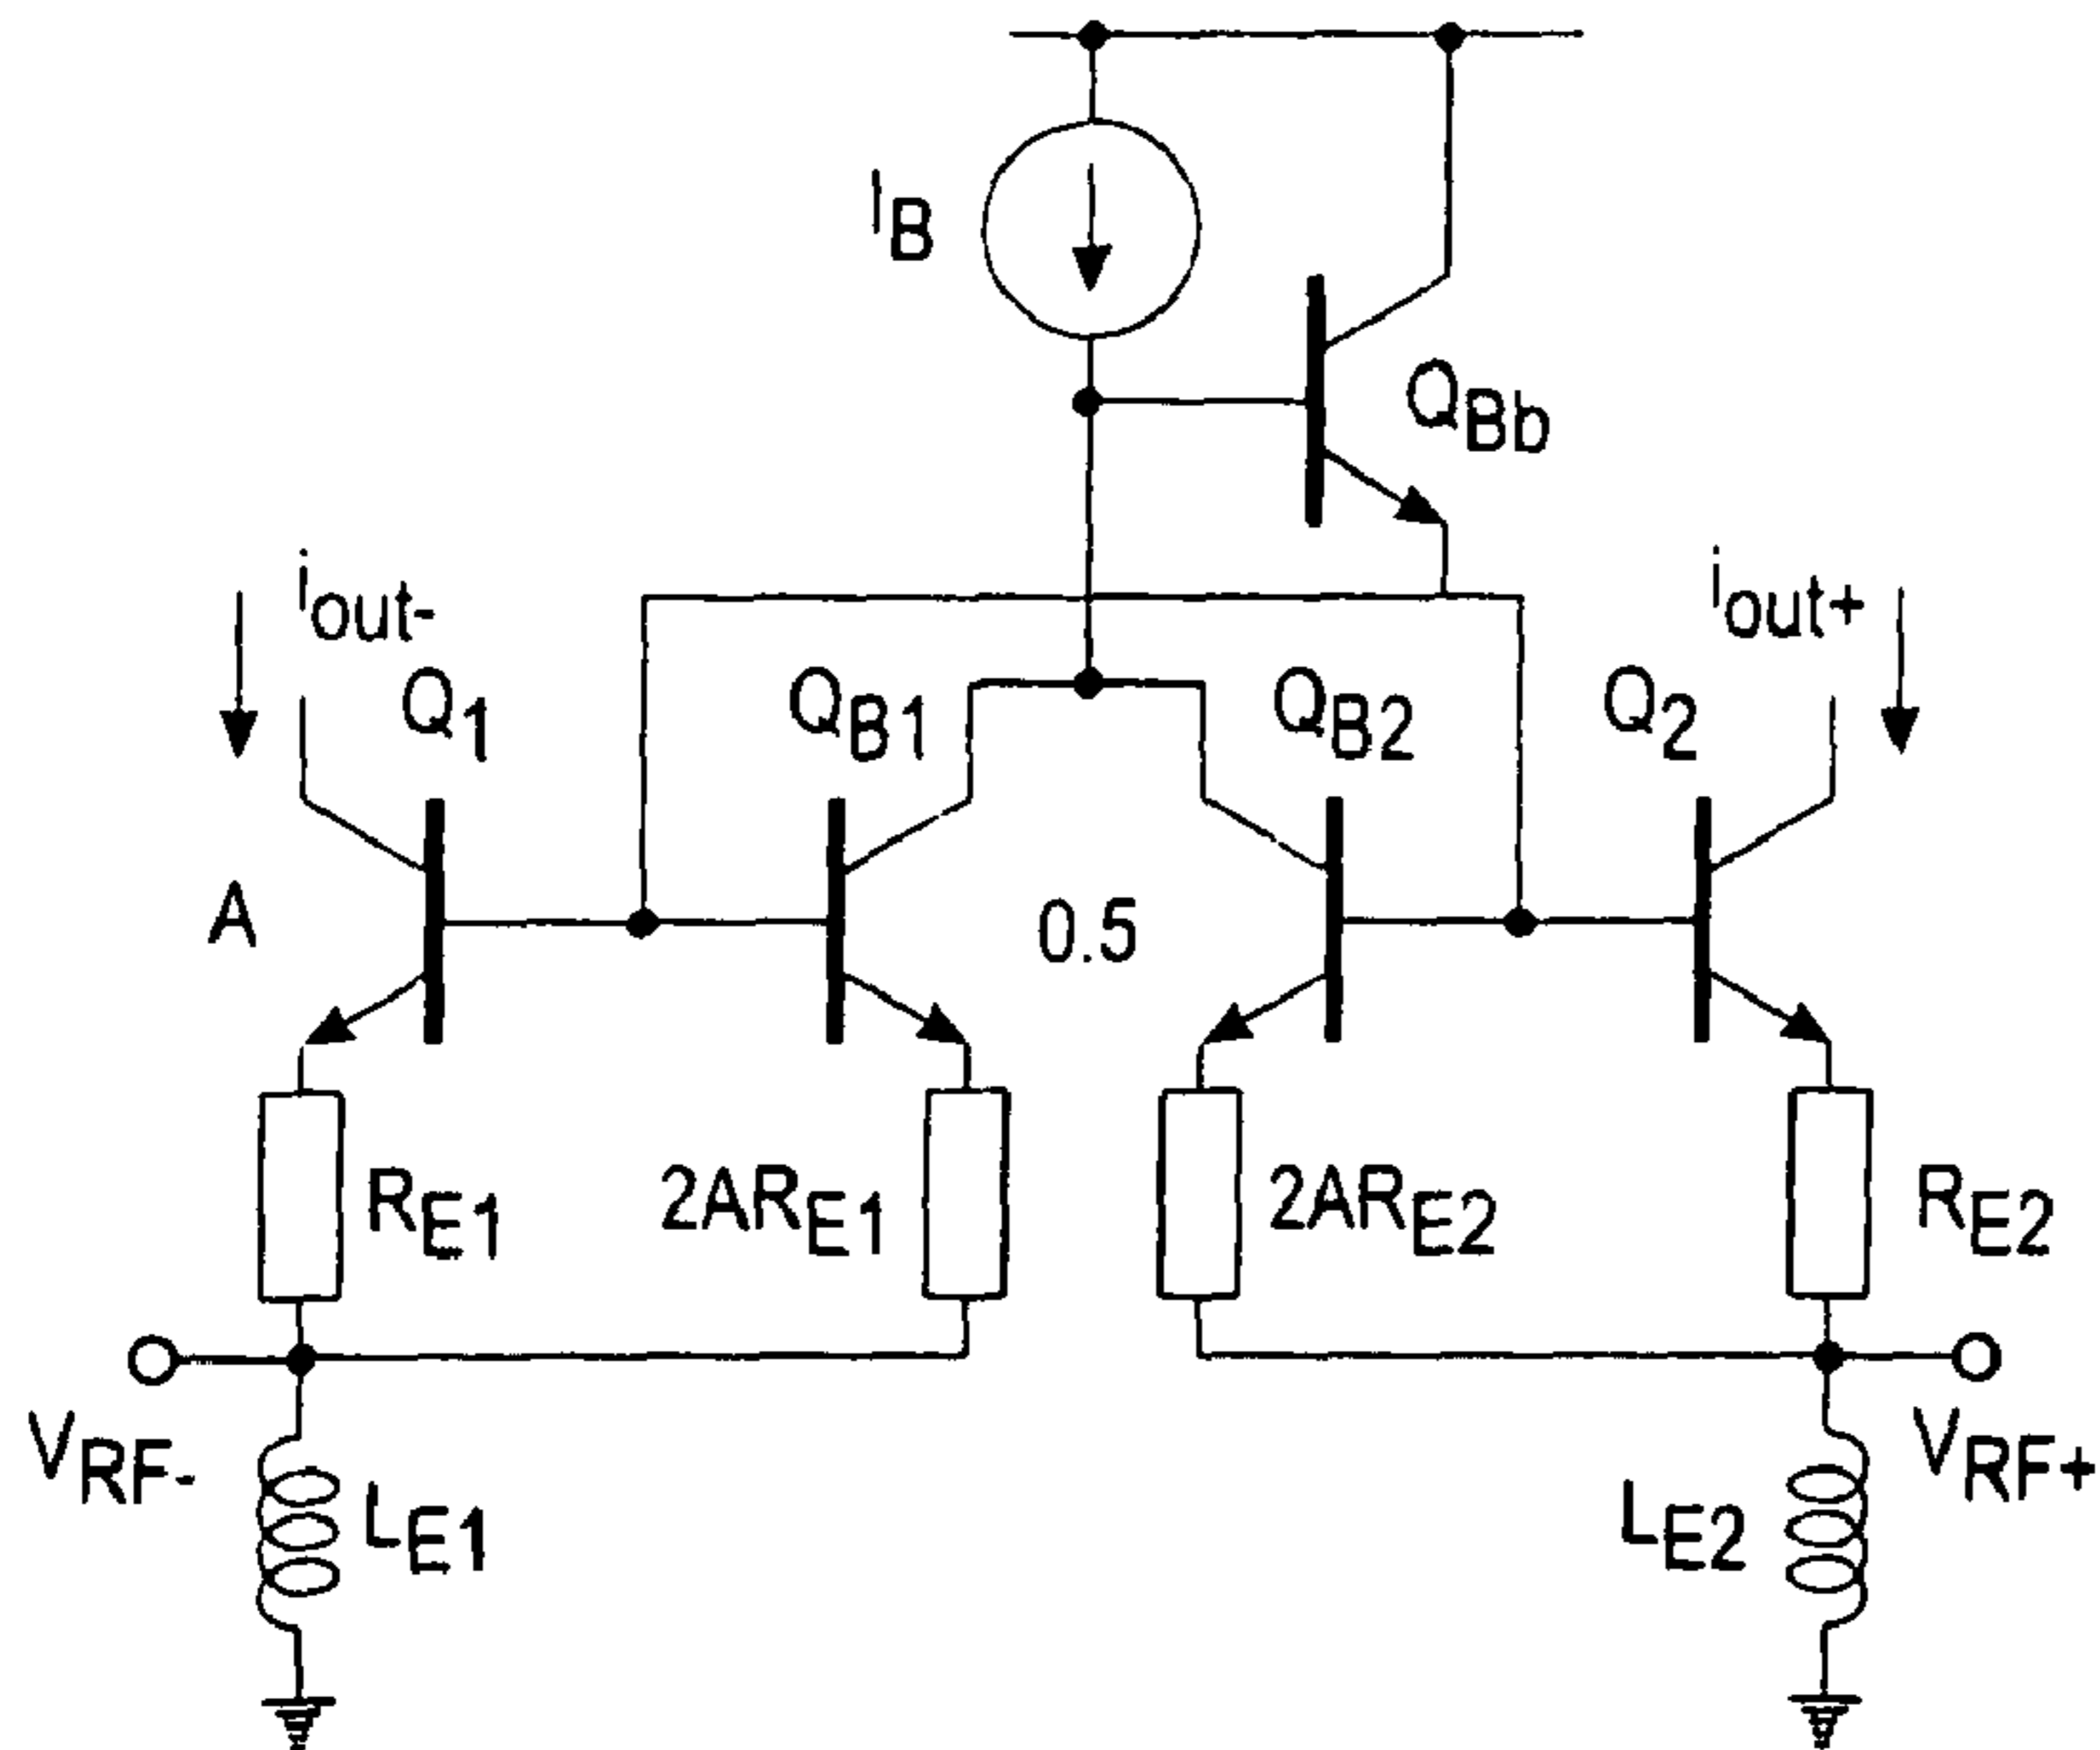 I_B
Q_Bb
i_out-
i_out+
Q_1
Q_B1
Q_B2
Q_2
A
0.5
R_E1
2AR_E1
2AR_E2
R_E2
V_RF-
V_RF+
L_E1
L_E2